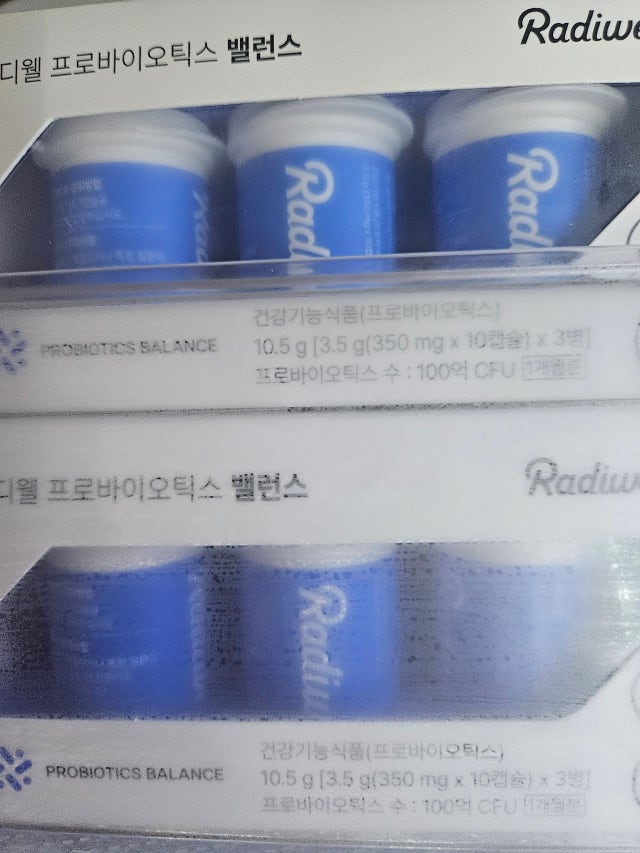 디웰 프로바이오틱스 밸런스
Radiwe
Rad
Radi
Rad
건강기능식품(프로바이오틱스)
PROBIOTICS BALANCE
10.5 g [3.5 g(350 mg x 10캡슐) x 3병]
프로바이오틱스 수 : 100억 CFU 1개월분
디웰 프로바이오틱스 밸런스
Radiwe
Radiw
건강기능식품(프로바이오틱스)
PROBIOTICS BALANCE
10.5 g [3.5 g(350 mg x 10캡슐) x 3병]
프로바이오틱스 수 : 100억 CFU 1개월분